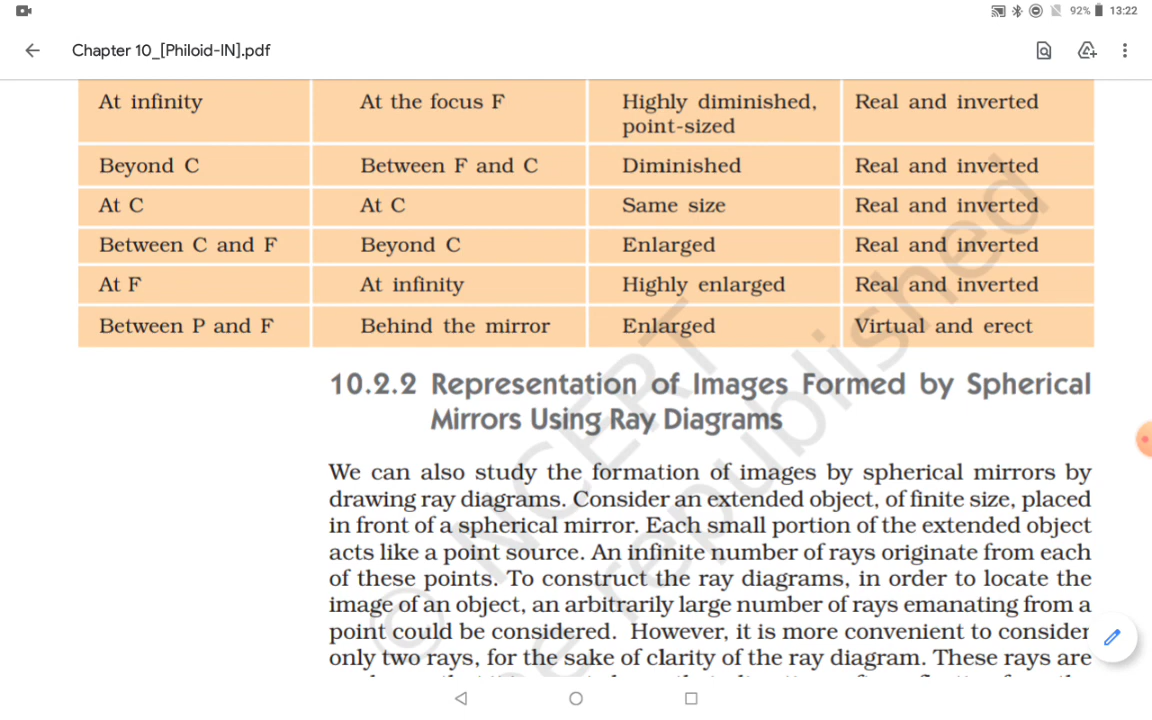 92% 13:22
Chapter 10_[Philoid-IN].pdf
At infinity At the focus F Highly diminished, Real and inverted
point-sized
Beyond C Between F and C Diminished Real and inverted
At C At C Same size Real and inverted
Between C and F Beyond C Enlarged Real and inverted
At F At infinity Highly enlarged Real and inverted
Between P and F Behind the mirror Enlarged Virtual and erect
10.2.2 Representation of Images Formed by Spherical
Mirrors Using Ray Diagrams
We can also study the formation of images by spherical mirrors by
drawing ray diagrams. Consider an extended object, of finite size, placed
in front of a spherical mirror. Each small portion of the extended object
acts like a point source. An infinite number of rays originate from each
of these points. To construct the ray diagrams, in order to locate the
image of an object, an arbitrarily large number of rays emanating from a
point could be considered. However, it is more convenient to consider
only two rays, for the sake of clarity of the ray diagram. These rays are
© NCERT
be republished